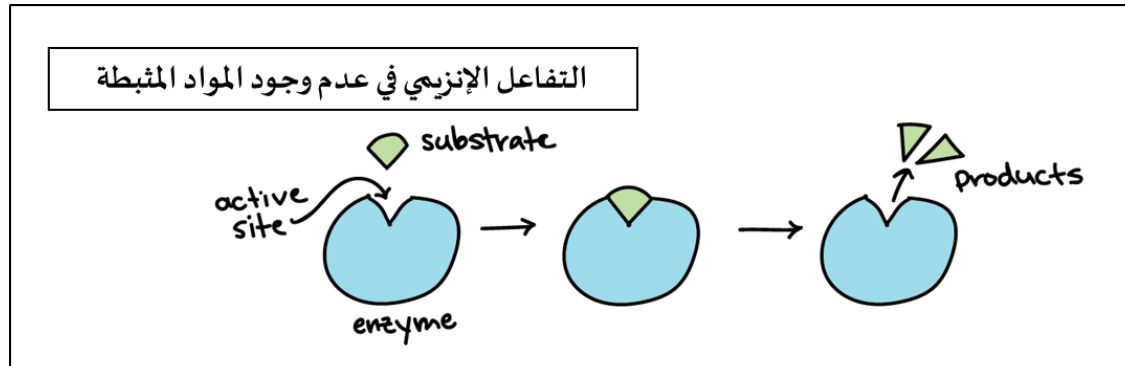 التفاعل الإنزيمي في عدم وجود المواد المثبطة
substrate
active
site
enzyme
products